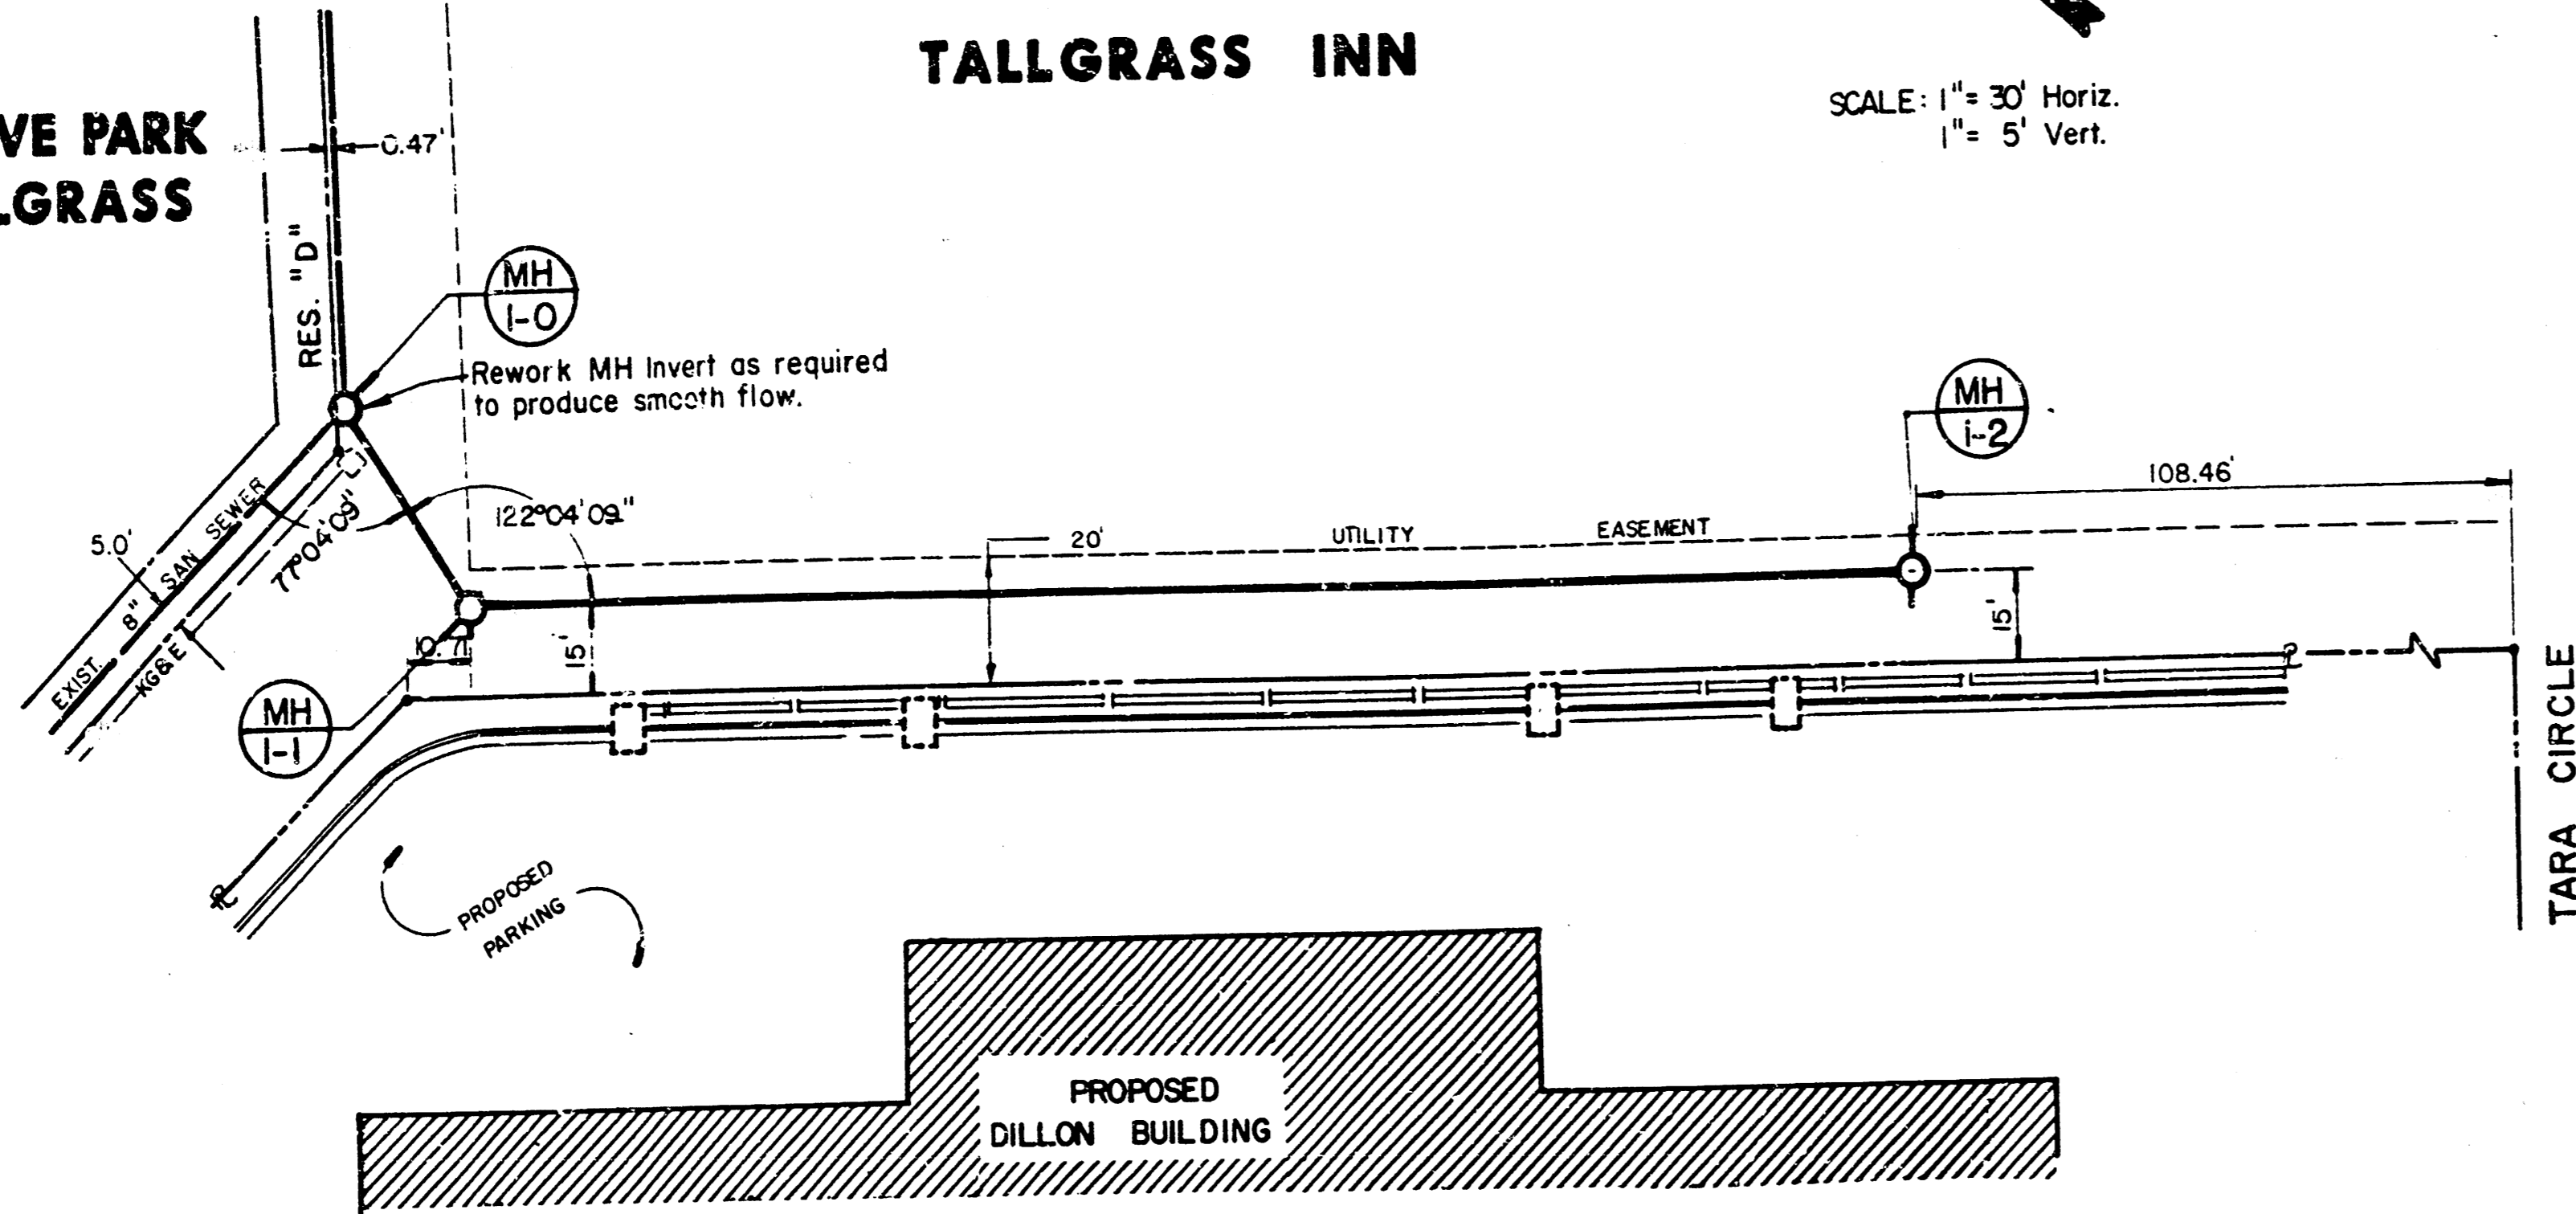 TALLGRASS INN
SCALE: 1"= 30' Horiz.
1"= 5' Vert.
VE PARK
LGRASS
0.47'
RES. "D"
MH
1-0
Rework MH Invert as required
to produce smooth flow.
MH
1-2
108.46'
122°04'09"
77°04'09"
20' UTILITY EASEMENT
5.0'
EXIST. 8" SAN SEWER
KG&E
10.71
15'
15'
MH
1-1
TARA CIRCLE
PROPOSED
PARKING
PROPOSED
DILLON BUILDING